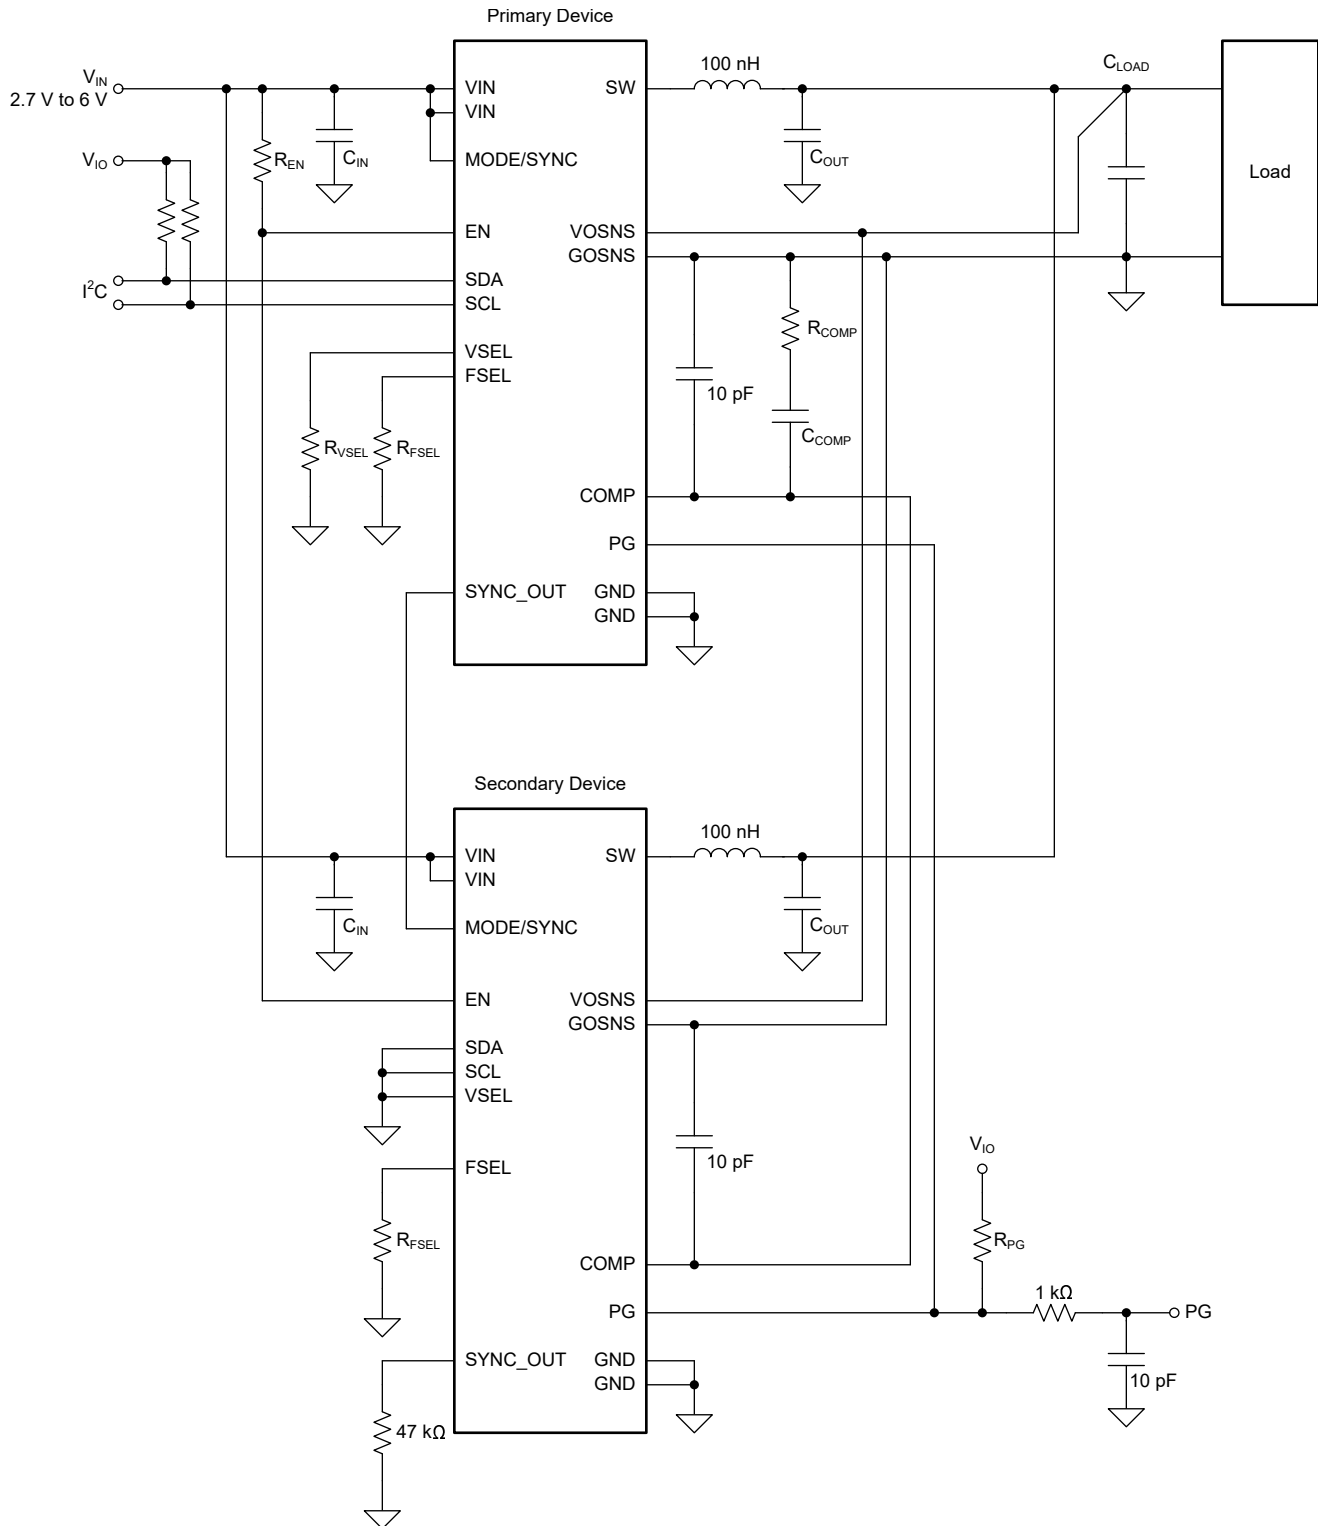 Primary Device
V_IN
2.7 V to 6 V
V_IO
I²C
R_EN
C_IN
R_VSEL
R_FSEL
VIN
VIN
MODE/SYNC
EN
SDA
SCL
VSEL
FSEL
SYNC_OUT
SW
VOSNS
GOSNS
COMP
PG
GND
GND
100 nH
C_OUT
C_LOAD
Load
R_COMP
10 pF
C_COMP
Secondary Device
C_IN
VIN
VIN
MODE/SYNC
EN
SDA
SCL
VSEL
FSEL
SYNC_OUT
R_FSEL
47 kΩ
SW
VOSNS
GOSNS
COMP
PG
GND
GND
100 nH
C_OUT
10 pF
V_IO
R_PG
1 kΩ
PG
10 pF